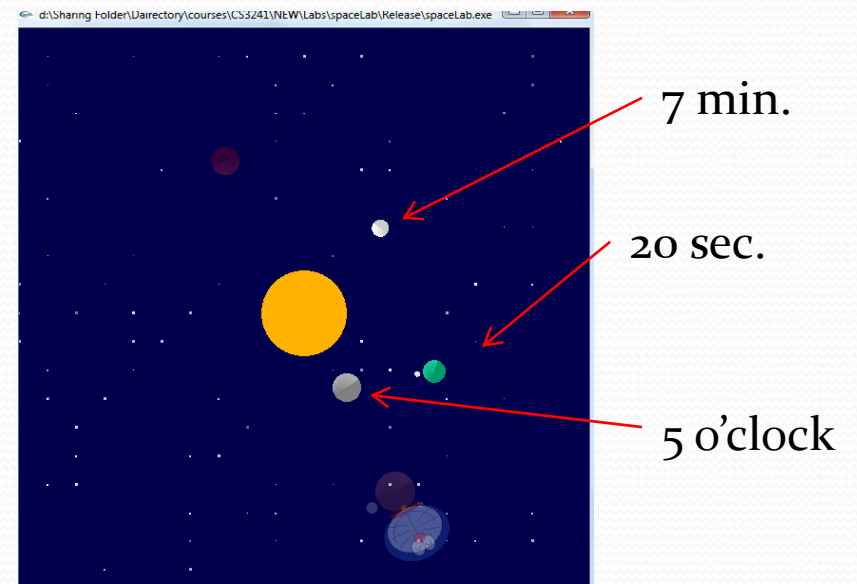 d:\Sharing Folder\Dairectory\courses\CS3241\NEW\Labs\spaceLab\Release\spaceLab.exe
7 min.
20 sec.
5 o’clock